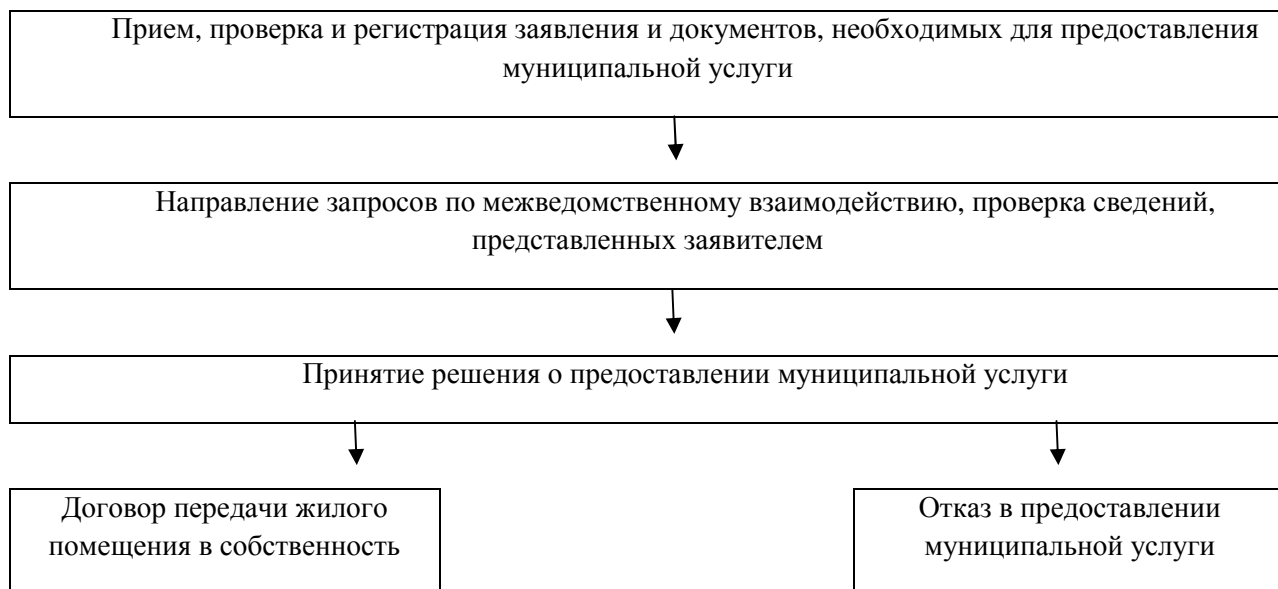 Прием, проверка и регистрация заявления и документов, необходимых для предоставления
муниципальной услуги
Направление запросов по межведомственному взаимодействию, проверка сведений,
представленных заявителем
Принятие решения о предоставлении муниципальной услуги
Договор передачи жилого
помещения в собственность
Отказ в предоставлении
муниципальной услуги